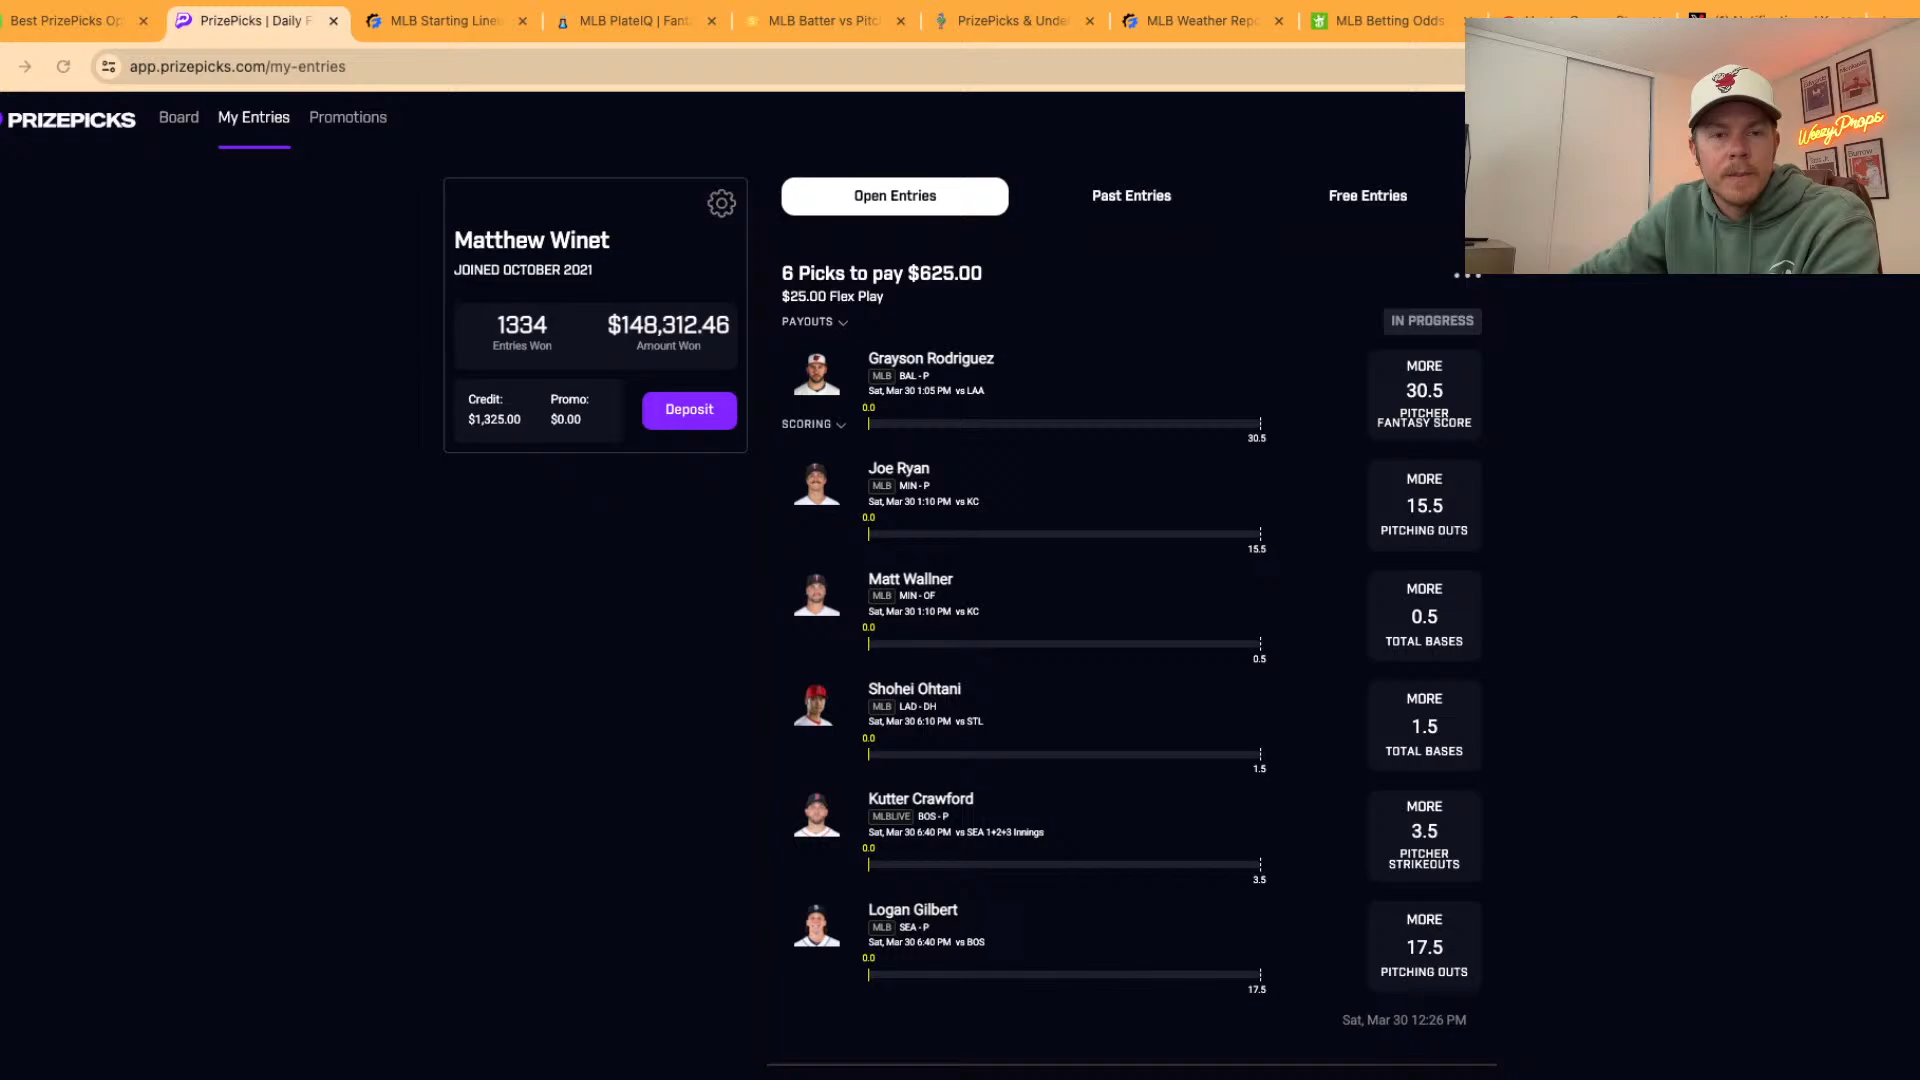 Best PrizePicks Op
PrizePicks | Daily F
MLB Starting Line
MLB PlateIQ | Fant
MLB Batter vs Pitc
PrizePicks & Unde
MLB Weather Repo
MLB Betting Odds
app.prizepicks.com/my-entries
PRIZEPICKS
Board
My Entries
Promotions
WeezyProps
Matthew Winet
JOINED OCTOBER 2021
1334
Entries Won
$148,312.46
Amount Won
Credit:
$1,325.00
Promo:
$0.00
Deposit
Open Entries
Past Entries
Free Entries
6 Picks to pay $625.00
$25.00 Flex Play
PAYOUTS
IN PROGRESS
Grayson Rodriguez
MLB BAL - P
Sat, Mar 30 1:05 PM vs LAA
0.0
SCORING
30.5
MORE
30.5
PITCHER
FANTASY SCORE
Joe Ryan
MLB MIN - P
Sat, Mar 30 1:10 PM vs KC
0.0
15.5
MORE
15.5
PITCHING OUTS
Matt Wallner
MLB MIN - OF
Sat, Mar 30 1:10 PM vs KC
0.0
0.5
MORE
0.5
TOTAL BASES
Shohei Ohtani
MLB LAD - DH
Sat, Mar 30 6:10 PM vs STL
0.0
1.5
MORE
1.5
TOTAL BASES
Kutter Crawford
MLBLIVE BOS - P
Sat, Mar 30 6:40 PM vs SEA 1+2+3 Innings
0.0
3.5
MORE
3.5
PITCHER
STRIKEOUTS
Logan Gilbert
MLB SEA - P
Sat, Mar 30 6:40 PM vs BOS
0.0
17.5
MORE
17.5
PITCHING OUTS
Sat, Mar 30 12:26 PM